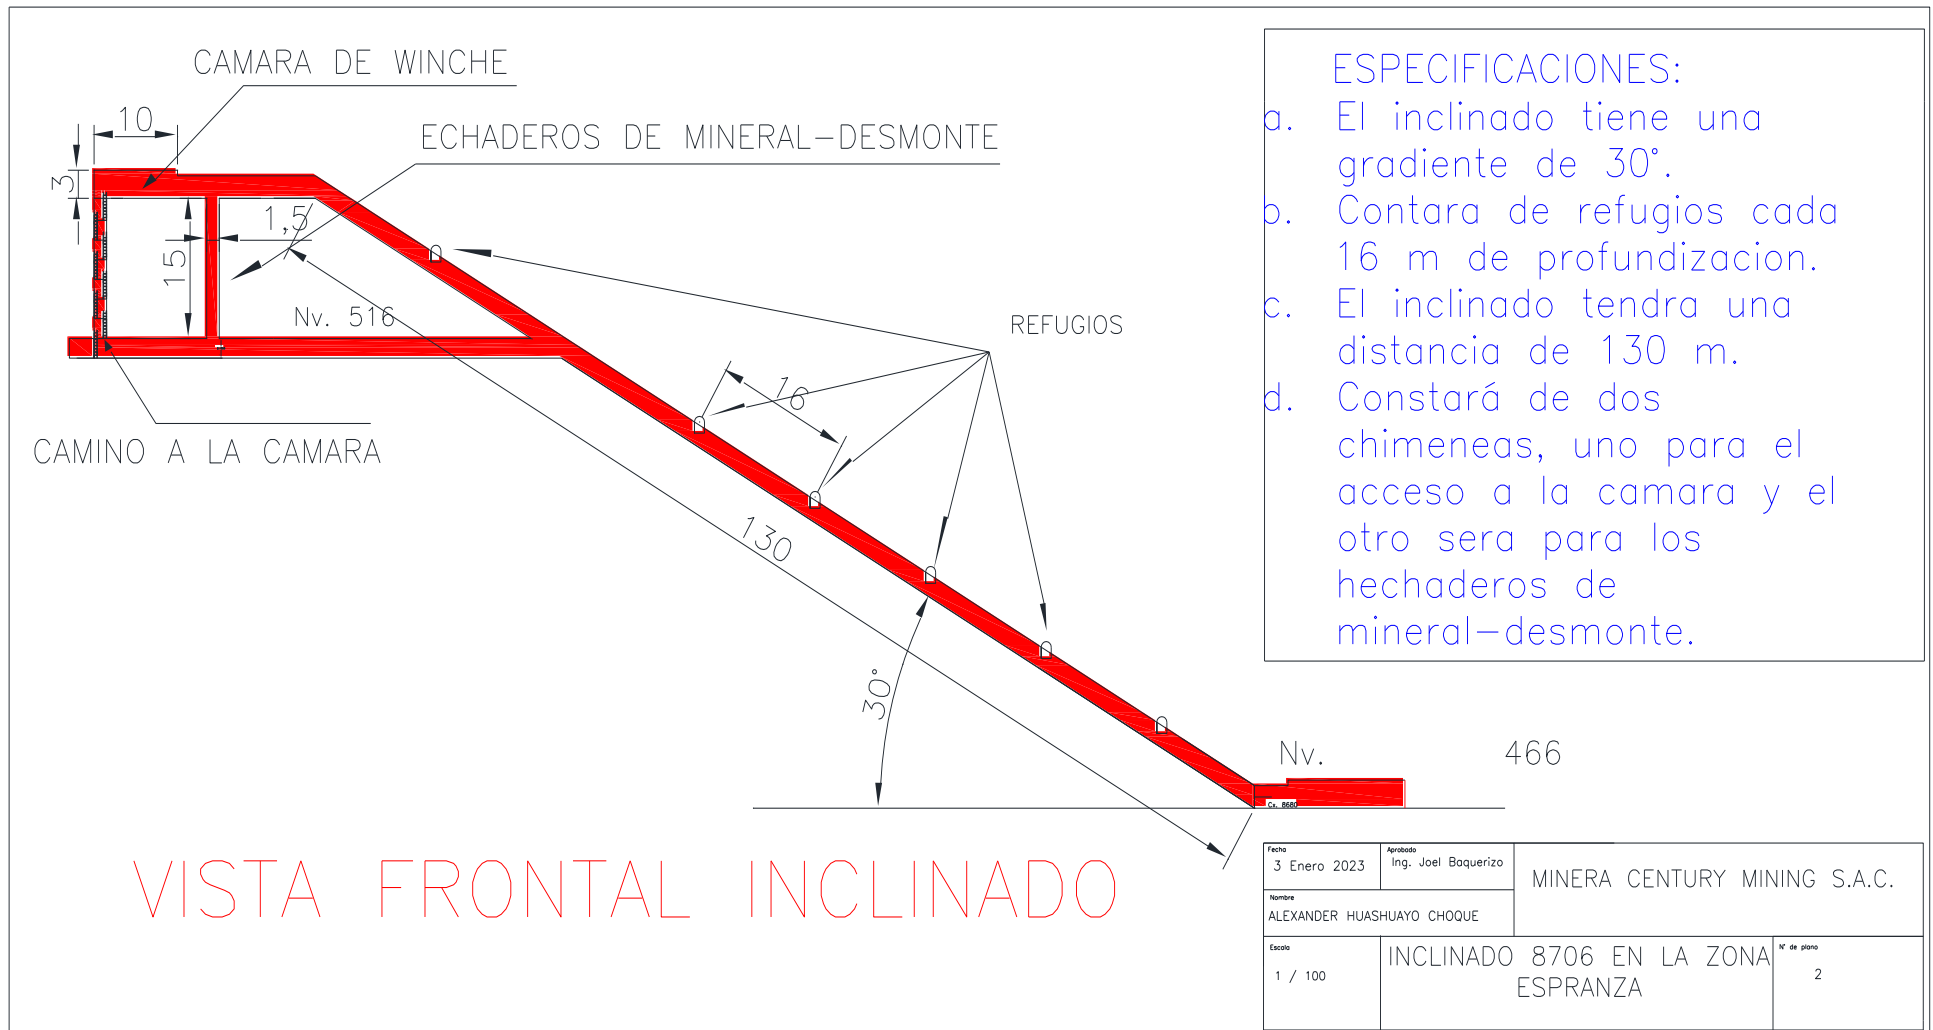 CAMARA DE WINCHE
10
ECHADEROS DE MINERAL-DESMONTE
3
1,5
15
Nv. 516
REFUGIOS
16
CAMINO A LA CAMARA
130
30°
Nv. 466
Cx. 8680
VISTA FRONTAL INCLINADO
ESPECIFICACIONES:
a. El inclinado tiene una
gradiente de 30°.
b. Contara de refugios cada
16 m de profundizacion.
c. El inclinado tendra una
distancia de 130 m.
d. Constará de dos
chimeneas, uno para el
acceso a la camara y el
otro sera para los
hechaderos de
mineral-desmonte.
Fecha
3 Enero 2023
Aprobado
Ing. Joel Baquerizo
MINERA CENTURY MINING S.A.C.
Nombre
ALEXANDER HUASHUAYO CHOQUE
Escala
1 / 100
INCLINADO 8706 EN LA ZONA
ESPRANZA
N° de plano
2